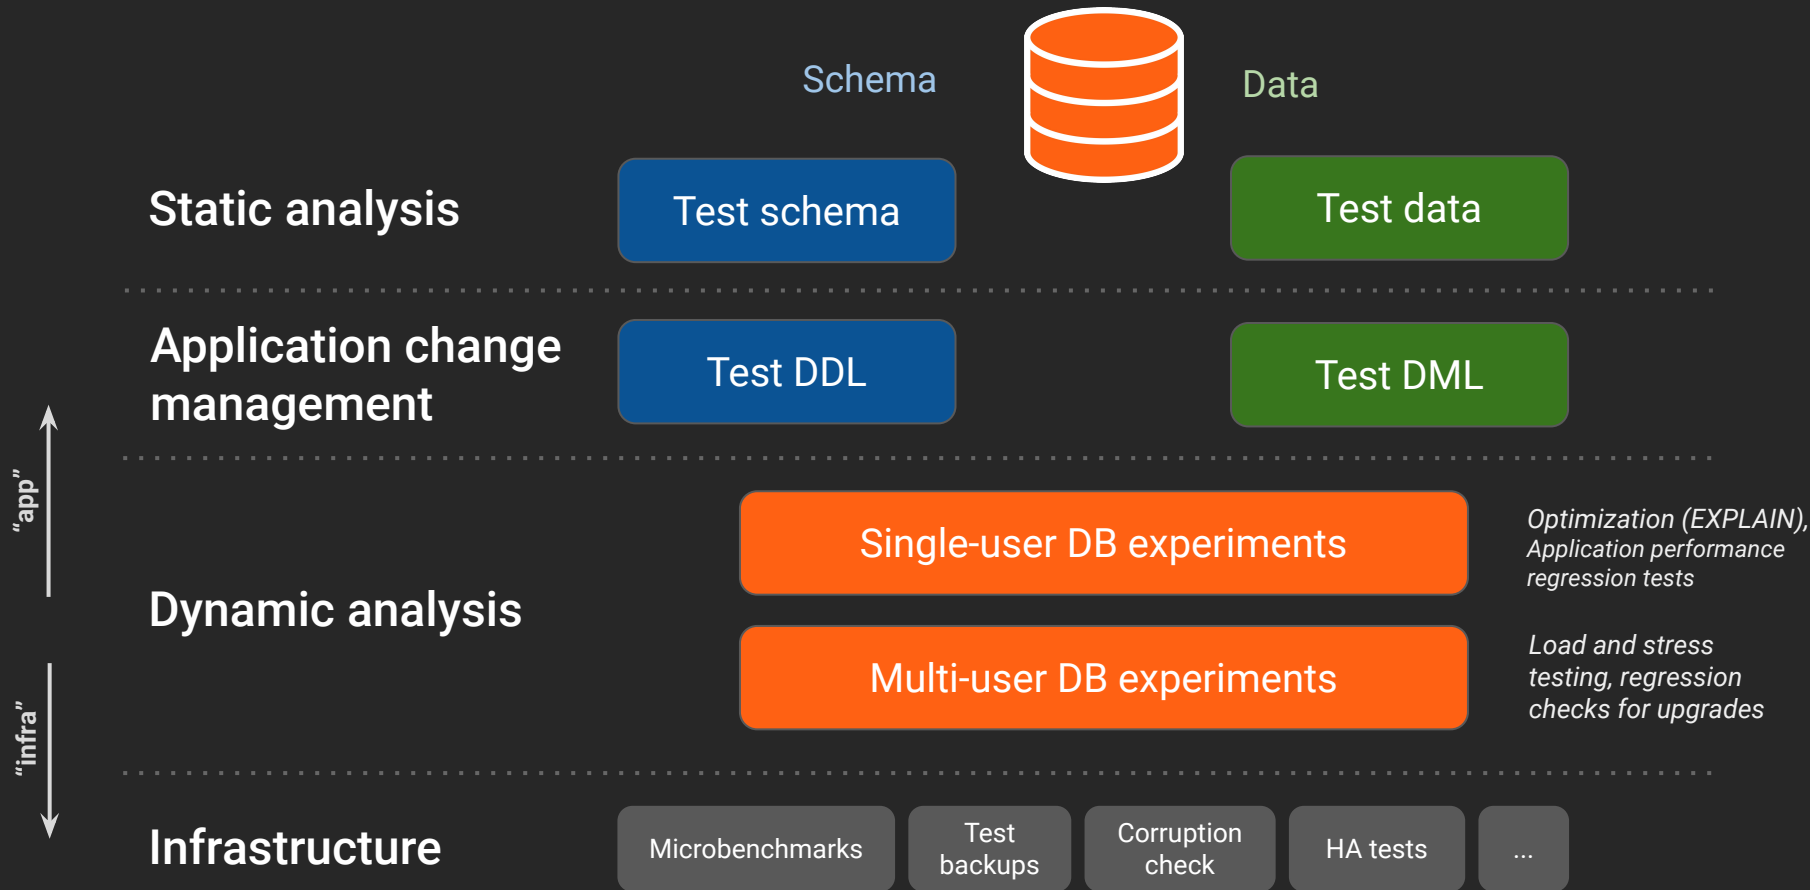 Schema
Data
Static analysis
Test schema
Test data
Application change
management
Test DDL
Test DML
“app”
Single-user DB experiments
Optimization (EXPLAIN),
Application performance
regression tests
Dynamic analysis
Multi-user DB experiments
Load and stress
testing, regression
checks for upgrades
“infra”
Infrastructure
Microbenchmarks
Test
backups
Corruption
check
HA tests
...